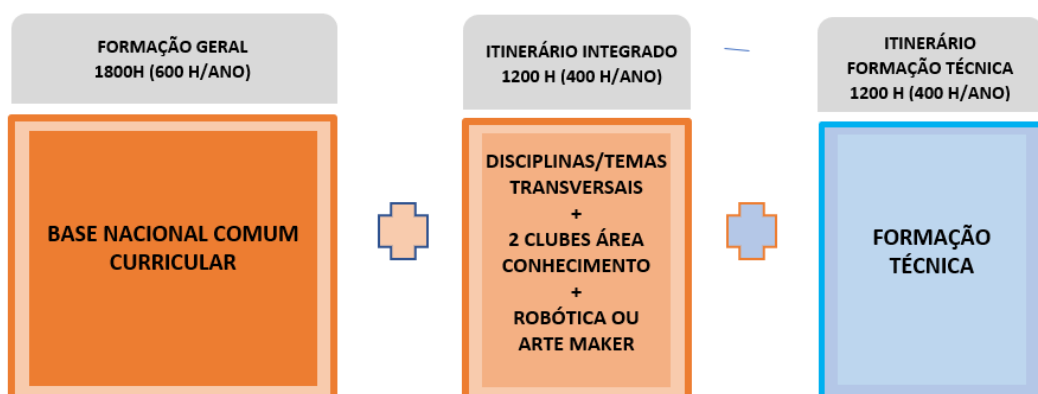 FORMAÇÃO GERAL
1800H (600 H/ANO)
BASE NACIONAL COMUM
CURRICULAR
ITINERÁRIO INTEGRADO
1200 H (400 H/ANO)
DISCIPLINAS/TEMAS
TRANSVERSAIS
+
2 CLUBES ÁREA
CONHECIMENTO
+
ROBÓTICA OU
ARTE MAKER
ITINERÁRIO
FORMAÇÃO TÉCNICA
1200 H (400 H/ANO)
FORMAÇÃO
TÉCNICA